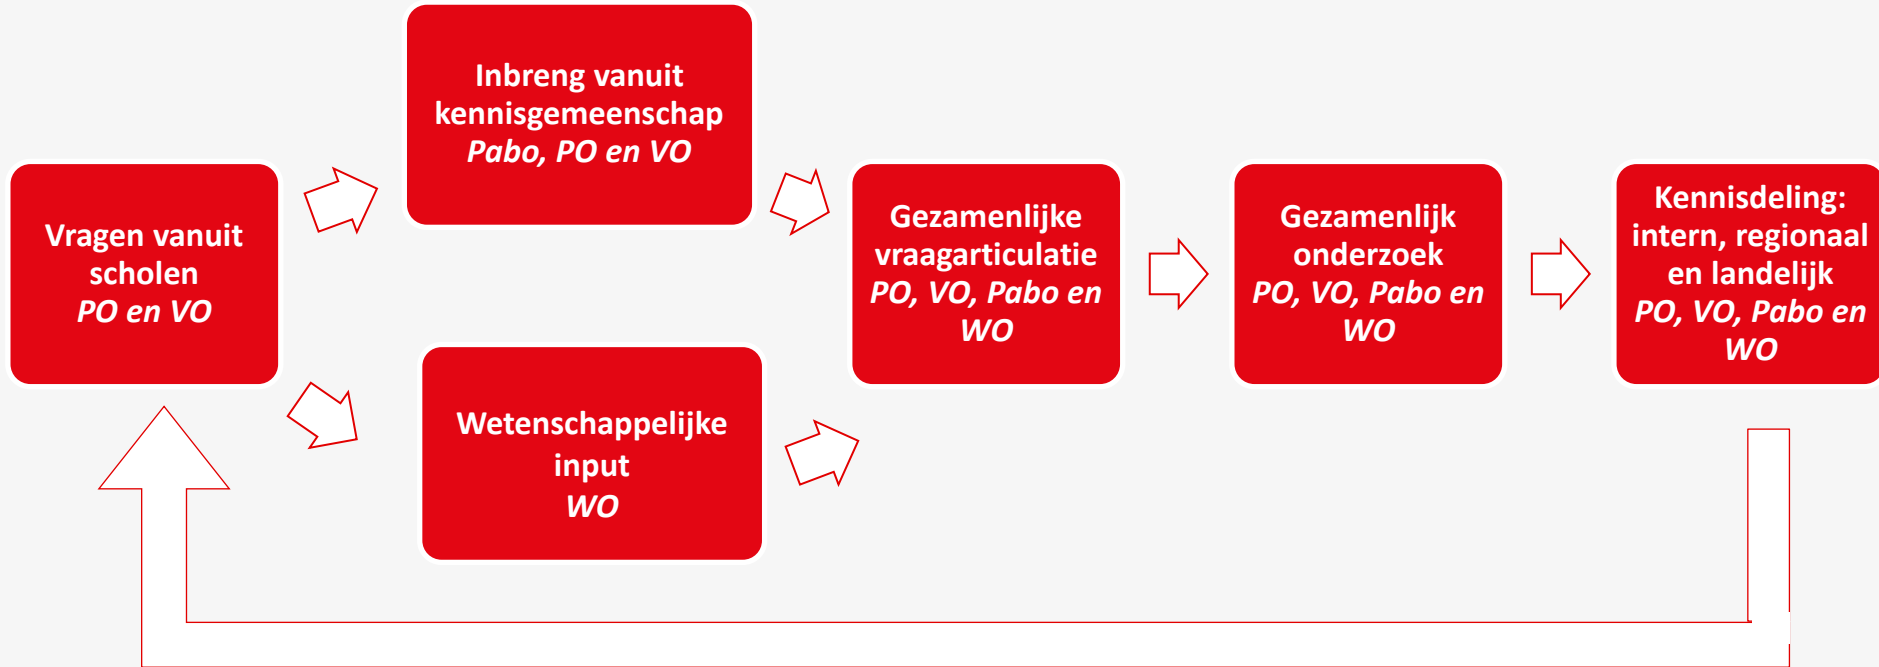 Vragen vanuit
scholen
PO en VO
Inbreng vanuit
kennisgemeenschap
Pabo, PO en VO
Wetenschappelijke
input
WO
Gezamenlijke
vraagarticulatie
PO, VO, Pabo en
WO
Gezamenlijk
onderzoek
PO, VO, Pabo en
WO
Kennisdeling:
intern, regionaal
en landelijk
PO, VO, Pabo en
WO